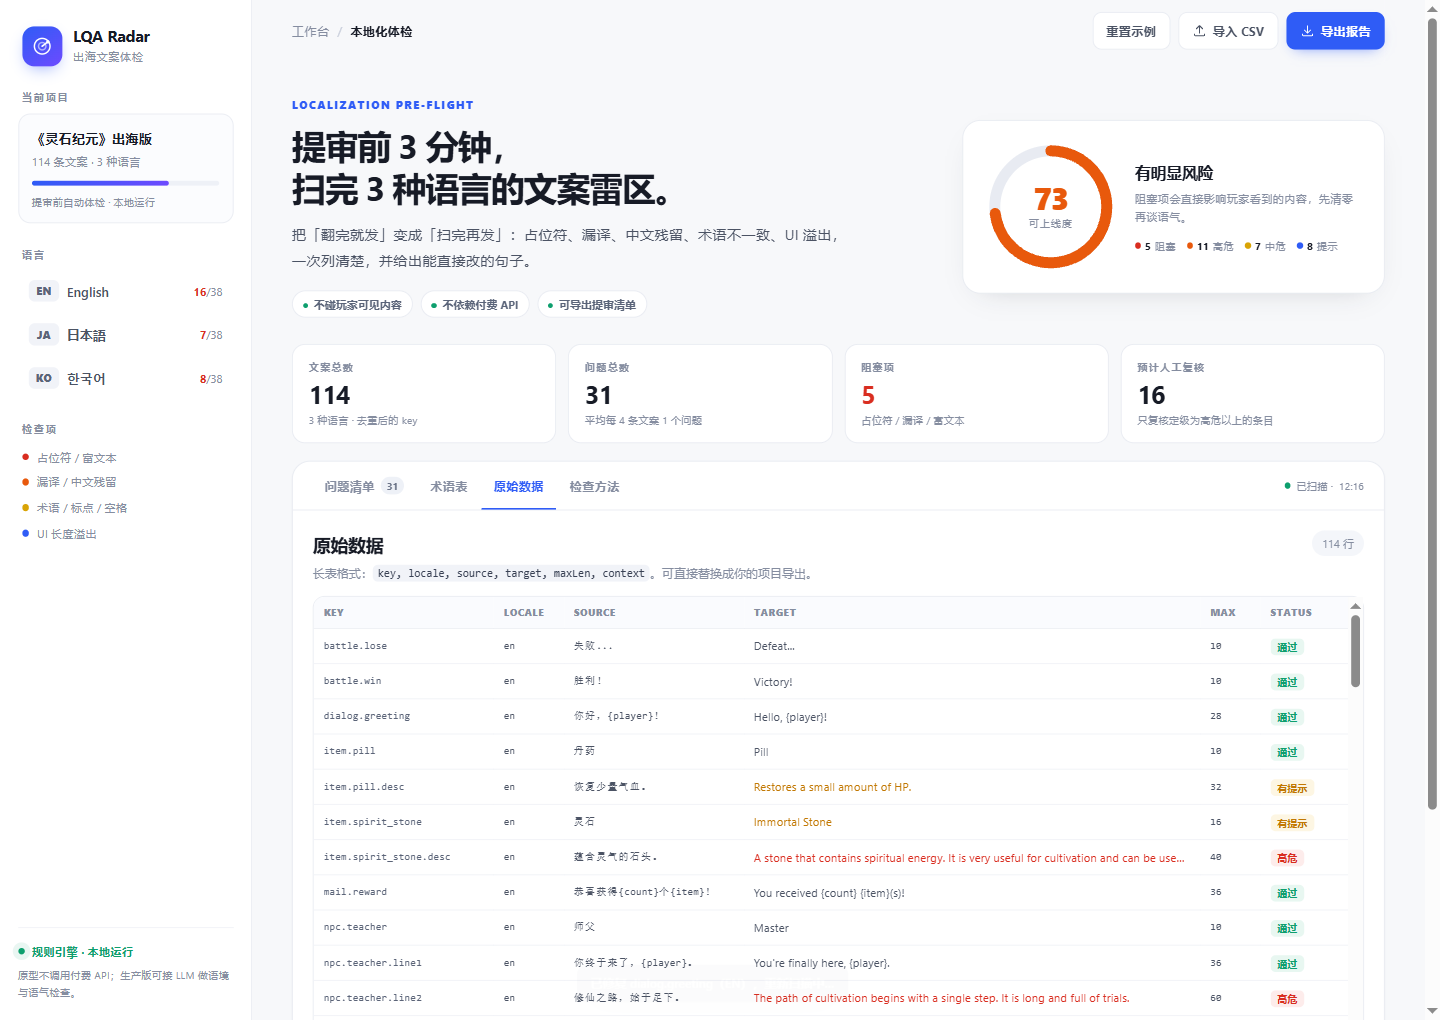 LQA Radar
出海文案体检
当前项目
《灵石纪元》出海版
114 条文案 · 3 种语言
提审前自动体检 · 本地运行
语言
EN English 16/38
JA 日本語 7/38
KO 한국어 8/38
检查项
占位符 / 富文本
漏译 / 中文残留
术语 / 标点 / 空格
UI 长度溢出
规则引擎 · 本地运行
原型不调用付费 API；生产版可接 LLM 做语境
与语气检查。
工作台 / 本地化体检
重置示例
导入 CSV
导出报告
LOCALIZATION PRE-FLIGHT
提审前 3 分钟，
扫完 3 种语言的文案雷区。
把「翻完就发」变成「扫完再发」：占位符、漏译、中文残留、术语不一致、UI 溢出，
一次列清楚，并给出能直接改的句子。
不碰玩家可见内容
不依赖付费 API
可导出提审清单
73
可上线度
有明显风险
阻塞项会直接影响玩家看到的内容，先清零
再谈语气。
5 阻塞 11 高危 7 中危 8 提示
文案总数
114
3 种语言 · 去重后的 key
问题总数
31
平均每 4 条文案 1 个问题
阻塞项
5
占位符 / 漏译 / 富文本
预计人工复核
16
只复核定级为高危以上的条目
问题清单 31
术语表
原始数据
检查方法
已扫描 · 12:16
原始数据
114 行
长表格式： key, locale, source, target, maxLen, context 。可直接替换成你的项目导出。
KEY LOCALE SOURCE TARGET MAX STATUS
battle.lose en 失败... Defeat... 10 通过
battle.win en 胜利！ Victory! 10 通过
dialog.greeting en 你好，{player}！ Hello, {player}! 28 通过
item.pill en 丹药 Pill 10 通过
item.pill.desc en 恢复少量气血。 Restores a small amount of HP. 32 有提示
item.spirit_stone en 灵石 Immortal Stone 16 有提示
item.spirit_stone.desc en 蕴含灵气的石头。 A stone that contains spiritual energy. It is very useful for cultivation and can be use... 40 高危
mail.reward en 恭喜获得{count}个{item}！ You received {count} {item}(s)! 36 通过
npc.teacher en 师父 Master 10 通过
npc.teacher.line1 en 你终于来了，{player}。 You're finally here, {player}. 36 通过
npc.teacher.line2 en 修仙之路，始于足下。 The path of cultivation begins with a single step. It is long and full of trials. 60 高危